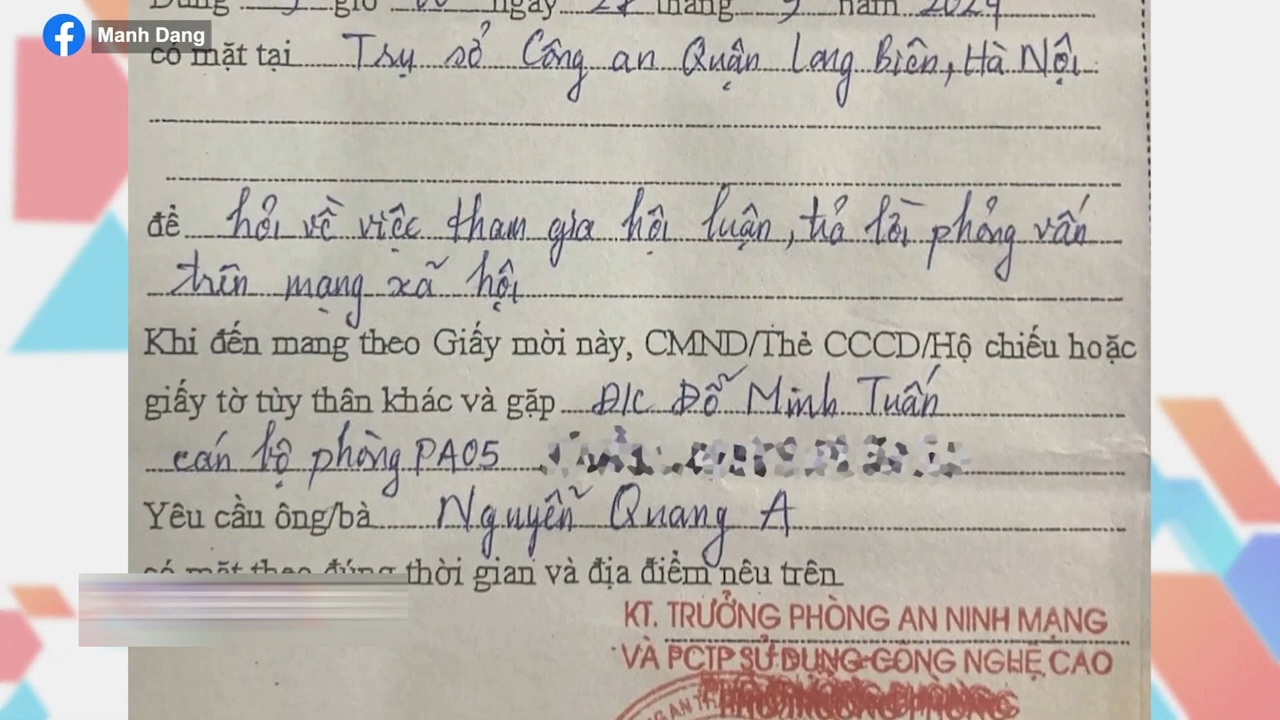 Manh Dang
Đúng 9 giờ 00 ngày 27 tháng 9 năm 2024
có mặt tại Trụ sở Công an Quận Long Biên, Hà Nội
để hỏi về việc tham gia hội luận, trả lời phỏng vấn
trên mạng xã hội
Khi đến mang theo Giấy mời này, CMND/Thẻ CCCD/Hộ chiếu hoặc
giấy tờ tùy thân khác và gặp Đ/C Đỗ Minh Tuấn
cán bộ phòng PA05
Yêu cầu ông/bà Nguyễn Quang A
có mặt theo đúng thời gian và địa điểm nêu trên
KT. TRƯỞNG PHÒNG AN NINH MẠNG
VÀ PCTP SỬ DỤNG CÔNG NGHỆ CAO